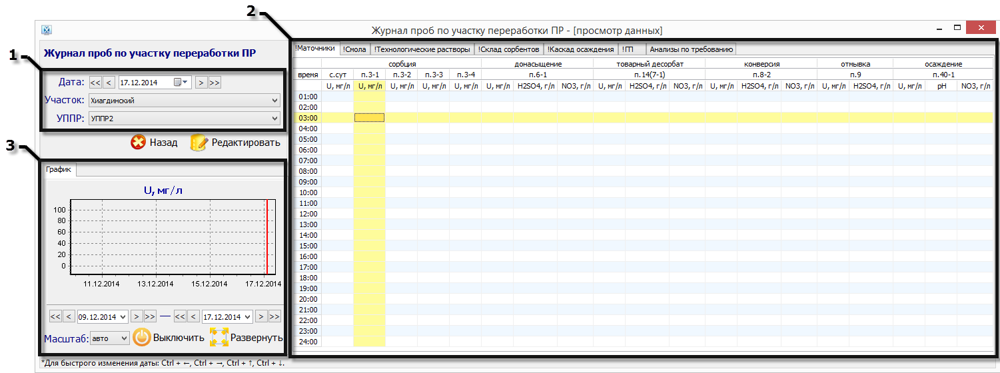 2
Журнал проб по участку переработки ПР - [просмотр данных]
1
Журнал проб по участку переработки ПР
Дата: << < 17.12.2014 > >>
Участок: Хиагдинский
УППР: УППР2
Назад Редактировать
3
График
U, мг/л
100
80
60
40
20
0
11.12.2014 13.12.2014 15.12.2014 17.12.2014
<< < 09.12.2014 > >> — << < 17.12.2014 > >>
Масштаб: авто Выключить Развернуть
*Для быстрого изменения даты: Ctrl + ←, Ctrl + →, Ctrl + ↑, Ctrl + ↓.
!Маточники !Смола !Технологические растворы !Склад сорбентов !Каскад осаждения !ГП Анализы по требованию
сорбция донасыщение товарный десорбат конверсия отмывка осаждение
время с.сут п.3-1 п.3-2 п.3-3 п.3-4 п.6-1 п.14(7-1) п.8-2 п.9 п.40-1
U, мг/л U, мг/л U, мг/л U, мг/л U, мг/л U, мг/л H2SO4, г/л NO3, г/л U, мг/л H2SO4, г/л NO3, г/л U, мг/л H2SO4, г/л NO3, г/л U, мг/л H2SO4, г/л U, мг/л pH NO3, г/л
01:00
02:00
03:00
04:00
05:00
06:00
07:00
08:00
09:00
10:00
11:00
12:00
13:00
14:00
15:00
16:00
17:00
18:00
19:00
20:00
21:00
22:00
23:00
24:00